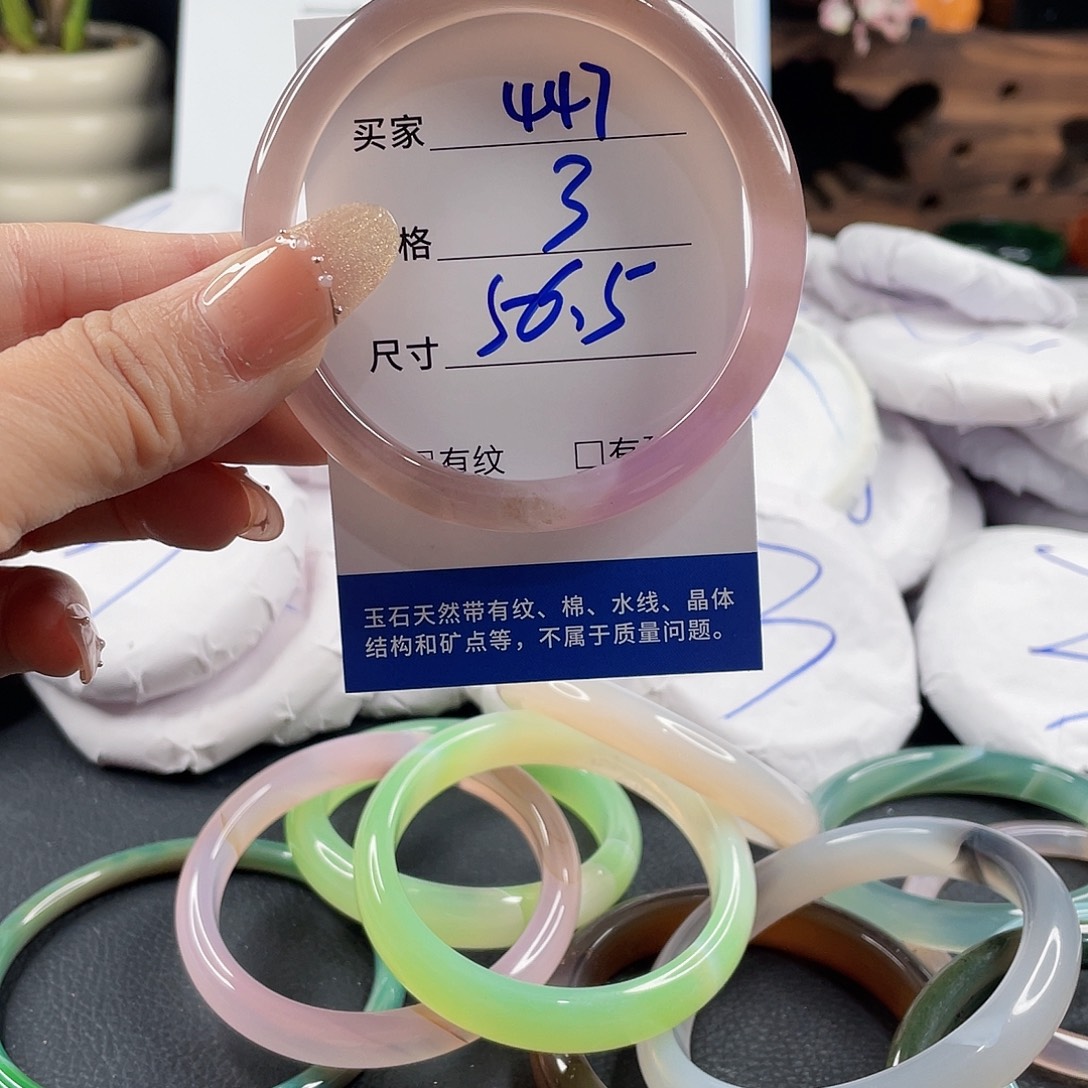 买家 447
格 3
尺寸 56.5
有纹 □有
玉石天然带有纹、棉、水线、晶体
结构和矿点等，不属于质量问题。